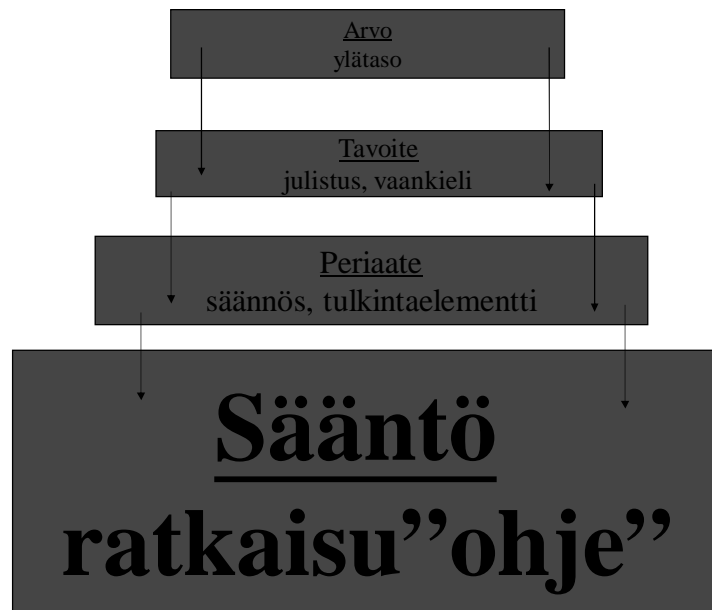 Arvo
ylätaso
Tavoite
julistus, vaankieli
Periaate
säännös, tulkintaelementti
Sääntö
ratkaisu”ohje”